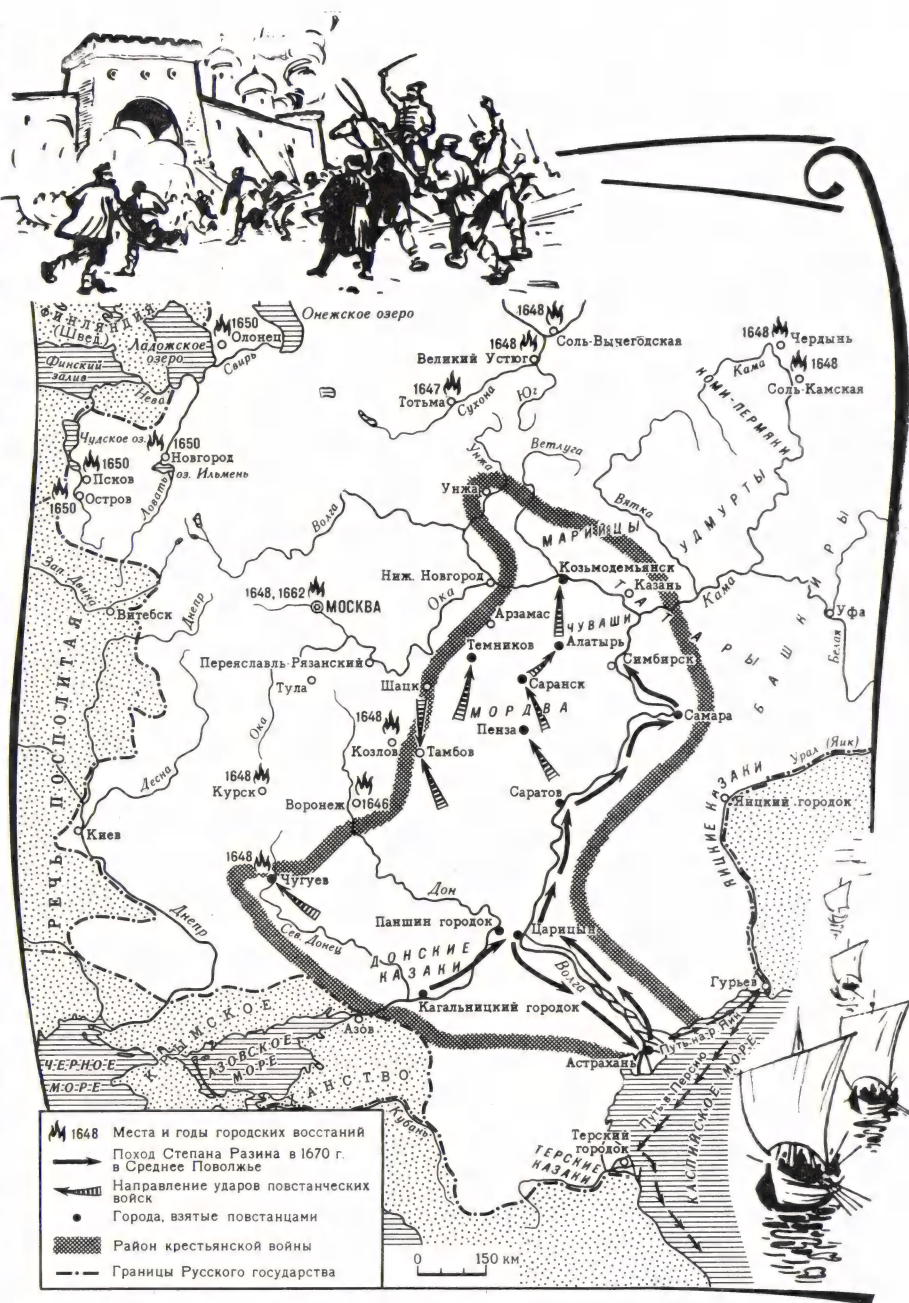 ФИНЛЯНДИЯ
(Швед.)
Ладожское
озеро
1650
Олонец
Онежское озеро
Свирь
Финский
залив
Нева
1648
Соль-Вычегодская
1648
Великий Устюг
1647
Тотьма
Сухона
Юг
1648
Чердынь
Кама
1648
Соль-Камская
КОМИ-ПЕРМЯКИ
Чудское оз.
1650
Новгород
оз. Ильмень
1650
Псков
Остров
1650
Ловать
Волга
Унжа
Унжа
Ветлуга
Вятка
УДМУРТЫ
МАРИЙЦЫ
Зап. Двина
Витебск
Днепр
1648, 1662
МОСКВА
Ниж. Новгород
Ока
Козьмодемьянск
Казань
Кама
ТАТАРЫ
БАШКИРЫ
Уфа
Белая
Арзамас
ЧУВАШИ
Алатырь
Темников
Симбирск
Переяславль-Рязанский
Тула
Шацк
Саранск
МОРДВА
Пенза
Самара
Ока
1648
Козлов
Тамбов
РЕЧЬ ПОСПОЛИТАЯ
Десна
1648
Курск
Воронеж
1646
Саратов
Урал (Яик)
ЯИЦКИЕ КАЗАКИ
Яицкий городок
Киев
1648
Чугуев
Дон
Днепр
Сев. Донец
Паншин городок
Царицын
ДОНСКИЕ
КАЗАКИ
Волга
Кагальницкий городок
Гурьев
Азов
КРЫМСКОЕ
ХАНСТВО
Астрахань
Путь на р. Яик
ЧЕРНОЕ
МОРЕ
АЗОВСКОЕ
МОРЕ
Путь в Персию
КАСПИЙСКОЕ МОРЕ
Кубань
Терский
городок
ТЕРСКИЕ
КАЗАКИ
1648 Места и годы городских восстаний
Поход Степана Разина в 1670 г.
в Среднее Поволжье
Направление ударов повстанческих
войск
Города, взятые повстанцами
Район крестьянской войны
Границы Русского государства
0 150 км